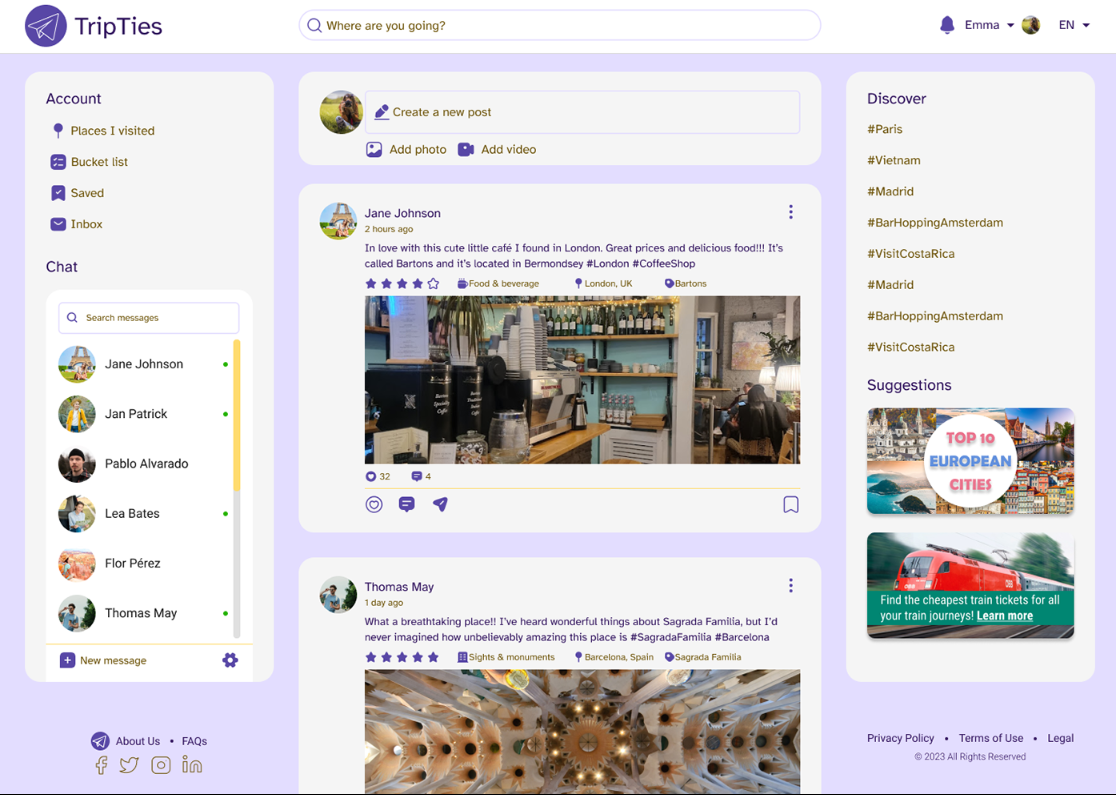 TripTies
Where are you going?
Emma
EN
Account
Places I visited
Bucket list
Saved
Inbox
Chat
Search messages
Jane Johnson
Jan Patrick
Pablo Alvarado
Lea Bates
Flor Pérez
Thomas May
New message
About Us • FAQs
Create a new post
Add photo
Add video
Jane Johnson
2 hours ago
In love with this cute little café I found in London. Great prices and delicious food!!! It's
called Bartons and it's located in Bermondsey #London #CoffeeShop
Food & beverage
London, UK
Bartons
32
4
Thomas May
1 day ago
What a breathtaking place!! I've heard wonderful things about Sagrada Família, but I'd
never imagined how unbelievably amazing this place is #SagradaFamilia #Barcelona
Sights & monuments
Barcelona, Spain
Sagrada Familia
Discover
#Paris
#Vietnam
#Madrid
#BarHoppingAmsterdam
#VisitCostaRica
#Madrid
#BarHoppingAmsterdam
#VisitCostaRica
Suggestions
TOP 10
EUROPEAN
CITIES
Find the cheapest train tickets for all
your train journeys! Learn more
Privacy Policy • Terms of Use • Legal
© 2023 All Rights Reserved